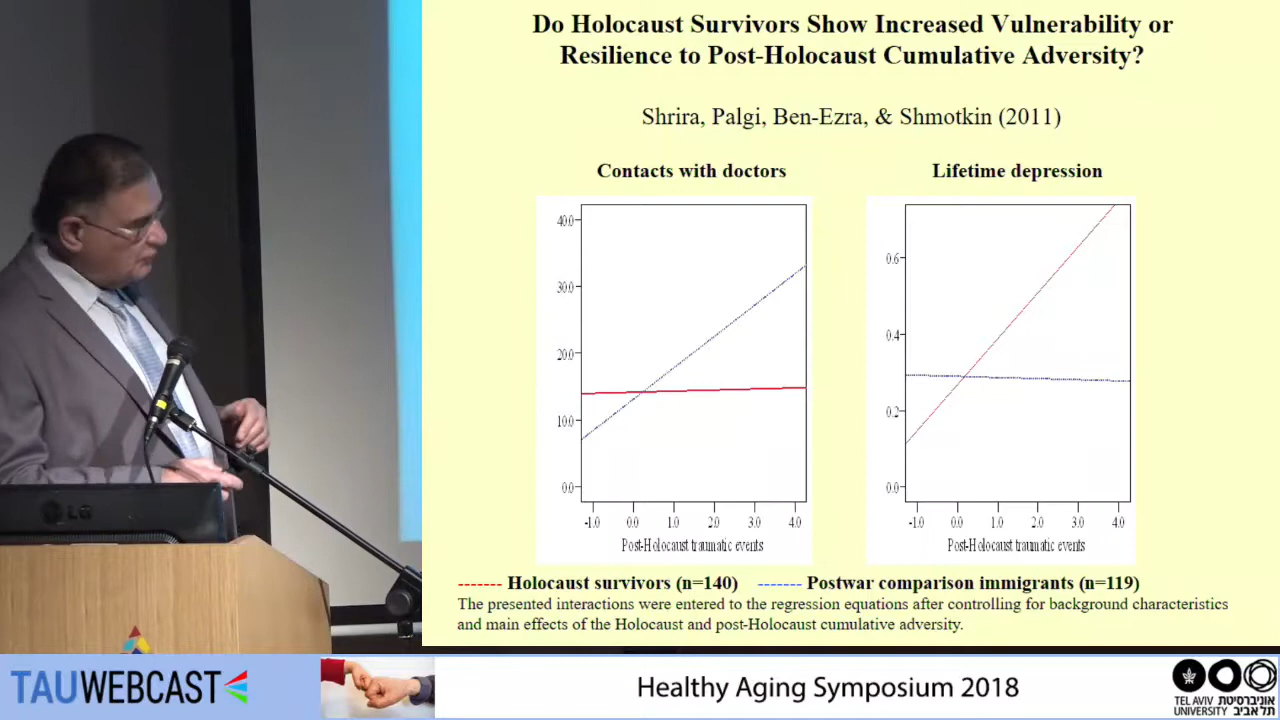 Do Holocaust Survivors Show Increased Vulnerability or
Resilience to Post-Holocaust Cumulative Adversity?
Shrira, Palgi, Ben-Ezra, & Shmotkin (2011)
Contacts with doctors
40.0
30.0
20.0
10.0
0.0
-1.0 0.0 1.0 2.0 3.0 4.0
Post-Holocaust traumatic events
Lifetime depression
0.6
0.4
0.2
0.0
-1.0 0.0 1.0 2.0 3.0 4.0
Post-Holocaust traumatic events
------- Holocaust survivors (n=140) ------- Postwar comparison immigrants (n=119)
The presented interactions were entered to the regression equations after controlling for background characteristics
and main effects of the Holocaust and post-Holocaust cumulative adversity.
LG
TAUWEBCAST
Healthy Aging Symposium 2018
TEL AVIV אוניברסיטת
UNIVERSITY תל אביב